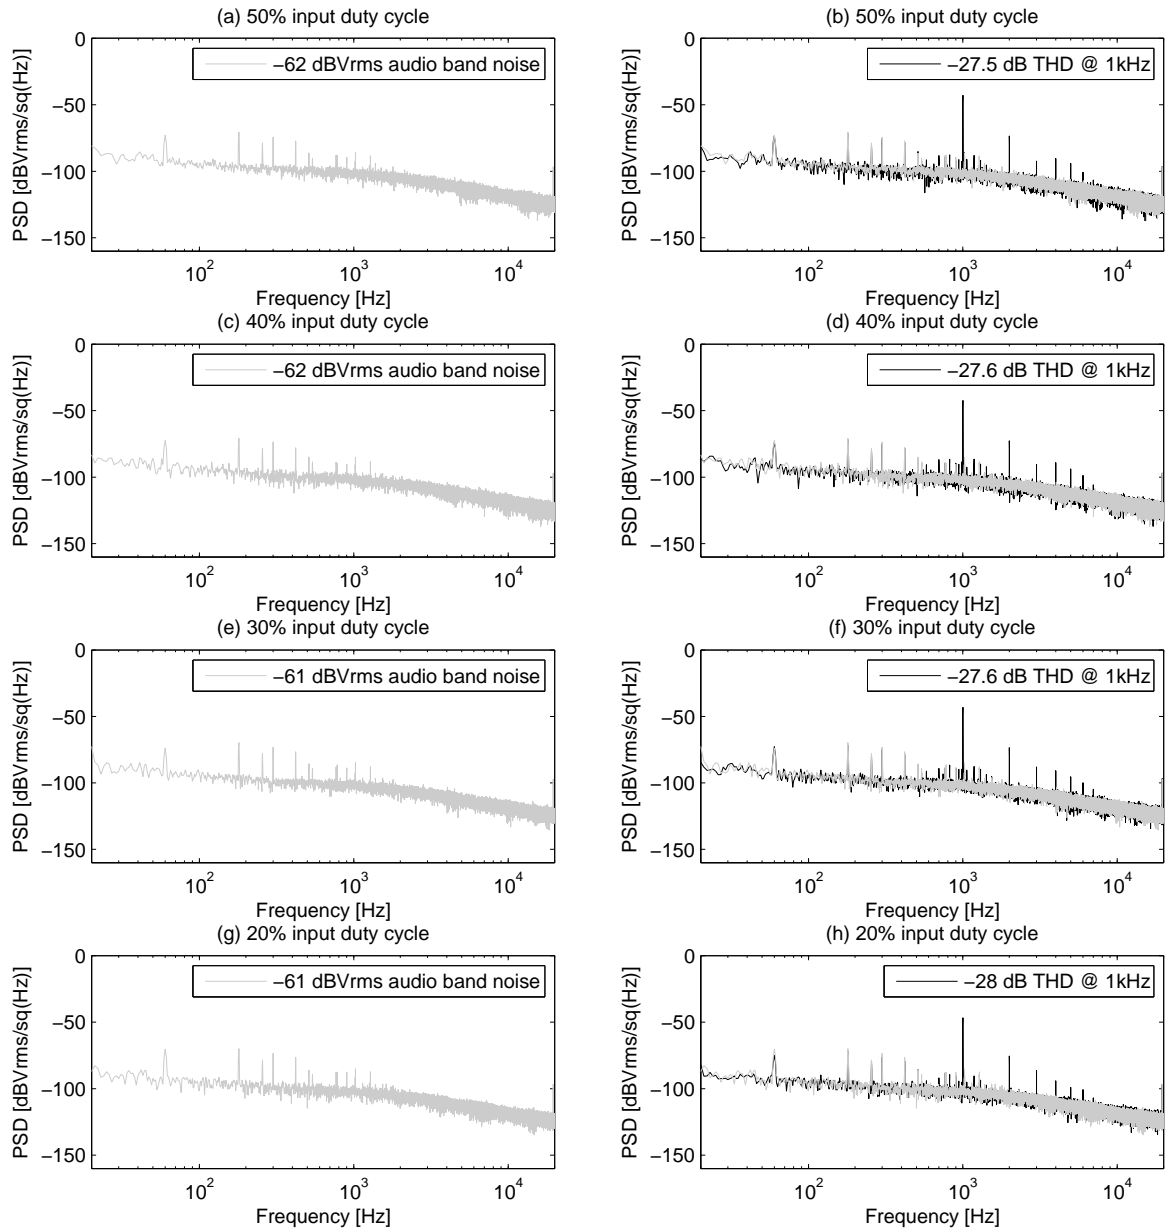 (a) 50% input duty cycle
0
−50
−100
−150
PSD [dBVrms/sq(Hz)]
−62 dBVrms audio band noise
10^2
10^3
10^4
Frequency [Hz]
(b) 50% input duty cycle
0
−50
−100
−150
PSD [dBVrms/sq(Hz)]
−27.5 dB THD @ 1kHz
10^2
10^3
10^4
Frequency [Hz]
(c) 40% input duty cycle
0
−50
−100
−150
PSD [dBVrms/sq(Hz)]
−62 dBVrms audio band noise
10^2
10^3
10^4
Frequency [Hz]
(d) 40% input duty cycle
0
−50
−100
−150
PSD [dBVrms/sq(Hz)]
−27.6 dB THD @ 1kHz
10^2
10^3
10^4
Frequency [Hz]
(e) 30% input duty cycle
0
−50
−100
−150
PSD [dBVrms/sq(Hz)]
−61 dBVrms audio band noise
10^2
10^3
10^4
Frequency [Hz]
(f) 30% input duty cycle
0
−50
−100
−150
PSD [dBVrms/sq(Hz)]
−27.6 dB THD @ 1kHz
10^2
10^3
10^4
Frequency [Hz]
(g) 20% input duty cycle
0
−50
−100
−150
PSD [dBVrms/sq(Hz)]
−61 dBVrms audio band noise
10^2
10^3
10^4
Frequency [Hz]
(h) 20% input duty cycle
0
−50
−100
−150
PSD [dBVrms/sq(Hz)]
−28 dB THD @ 1kHz
10^2
10^3
10^4
Frequency [Hz]